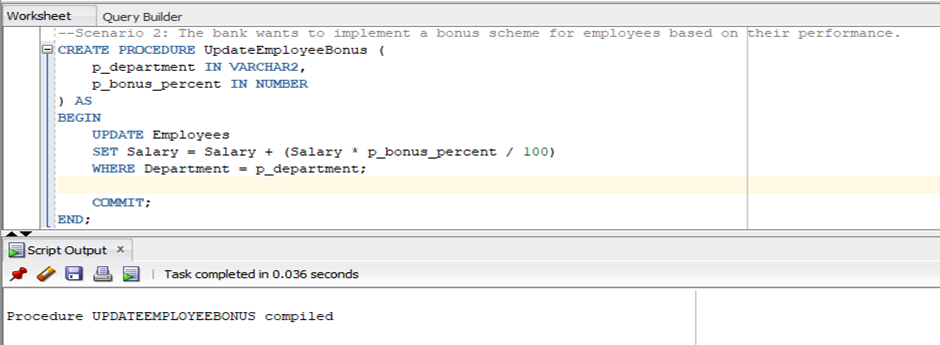 Worksheet Query Builder
--Scenario 2: The bank wants to implement a bonus scheme for employees based on their performance.
CREATE PROCEDURE UpdateEmployeeBonus (
    p_department IN VARCHAR2,
    p_bonus_percent IN NUMBER
) AS
BEGIN
    UPDATE Employees
    SET Salary = Salary + (Salary * p_bonus_percent / 100)
    WHERE Department = p_department;
    COMMIT;
END;
Script Output ×
Task completed in 0.036 seconds
Procedure UPDATEEMPLOYEEBONUS compiled